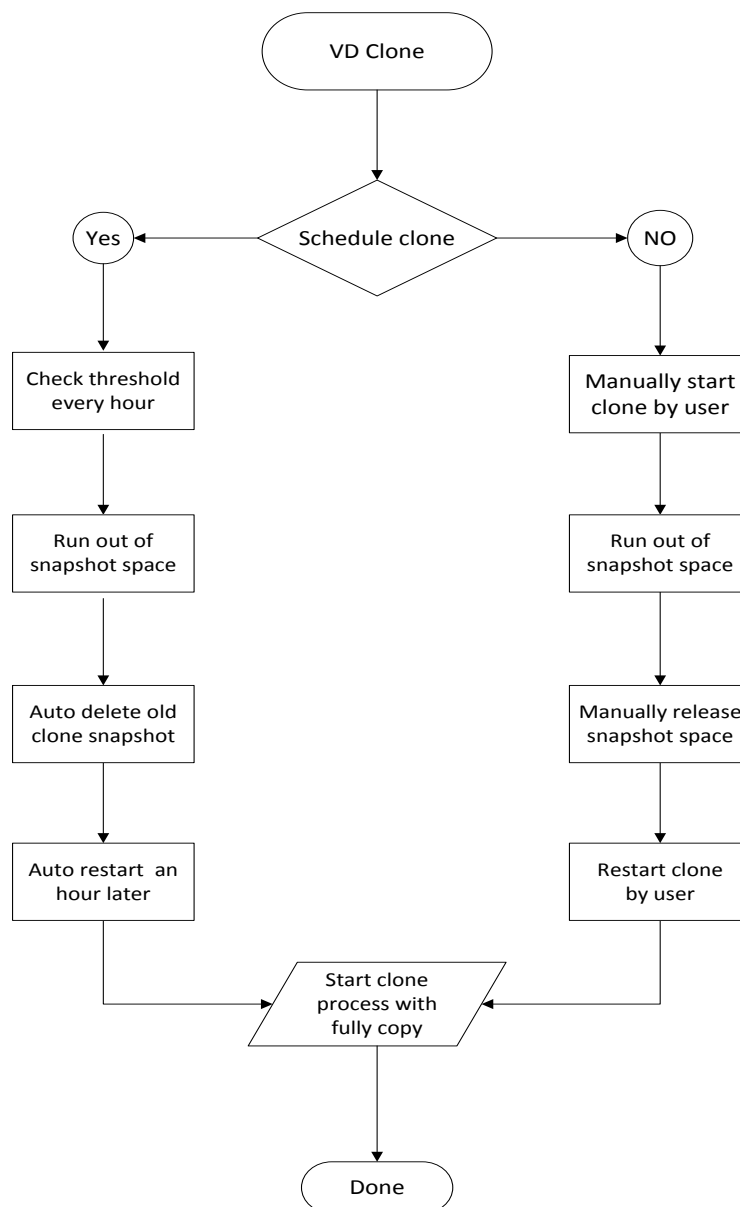 VD Clone
Schedule clone
Yes
NO
Check threshold
every hour
Manually start
clone by user
Run out of
snapshot space
Run out of
snapshot space
Auto delete old
clone snapshot
Manually release
snapshot space
Auto restart  an
hour later
Restart clone
by user
Start clone
process with
fully copy
Done